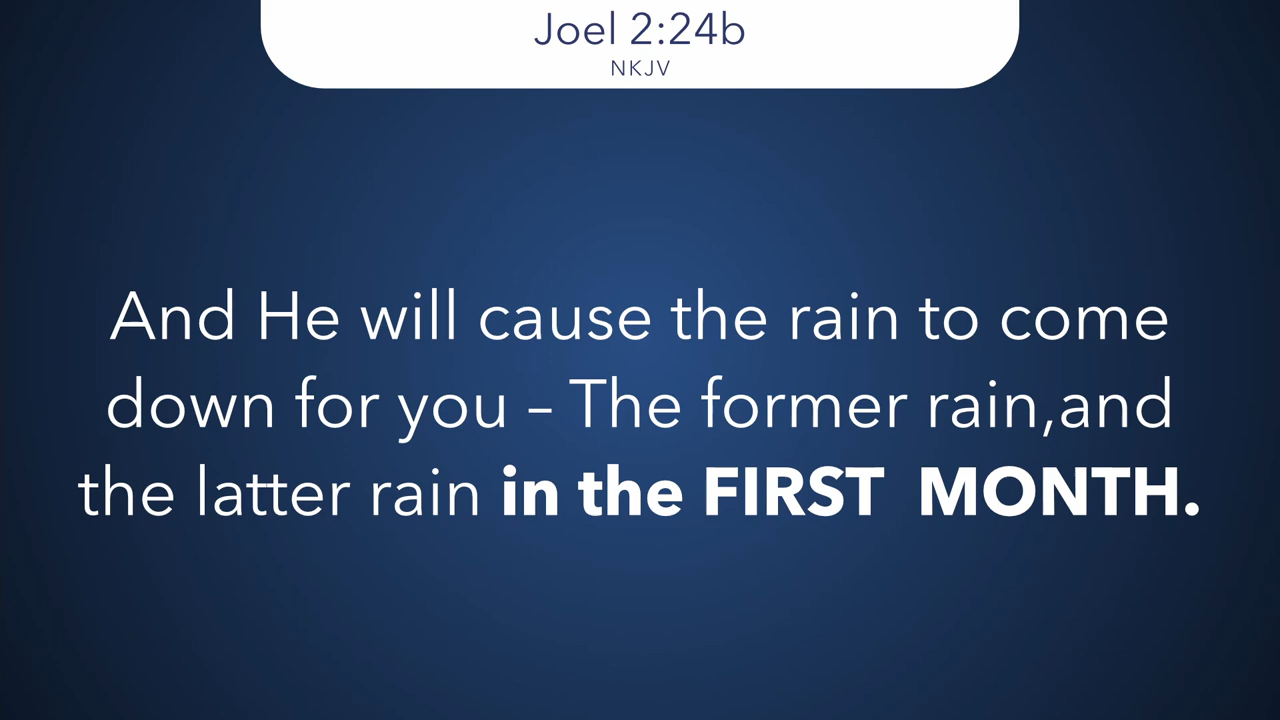 Joel 2:24b
NKJV
And He will cause the rain to come
down for you – The former rain,and
the latter rain in the FIRST  MONTH.